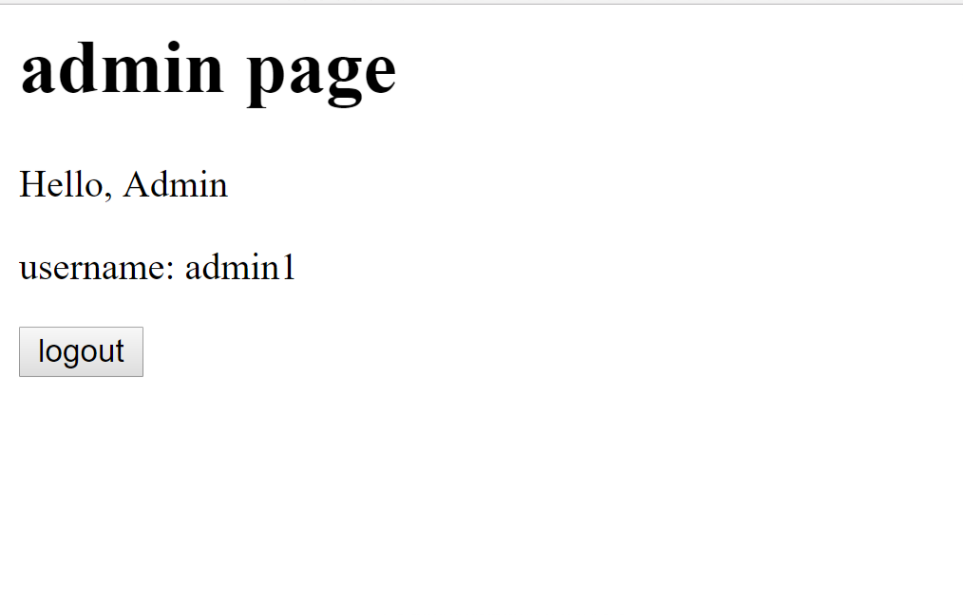 admin page
Hello, Admin
username: admin1
logout